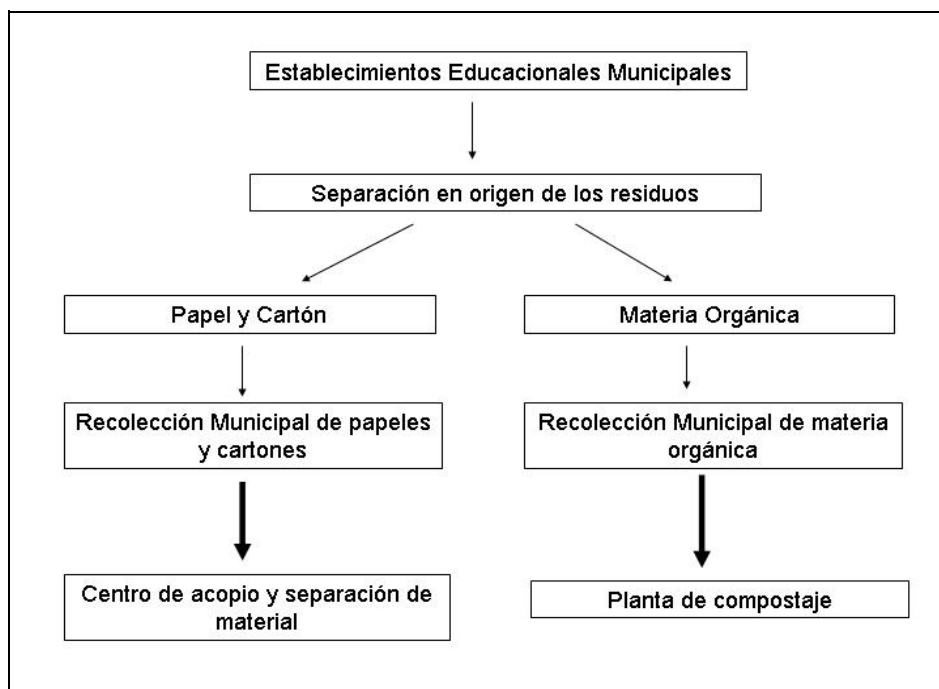 Establecimientos Educacionales Municipales
Separación en origen de los residuos
Papel y Cartón
Materia Orgánica
Recolección Municipal de papeles
y cartones
Recolección Municipal de materia
orgánica
Centro de acopio y separación de
material
Planta de compostaje